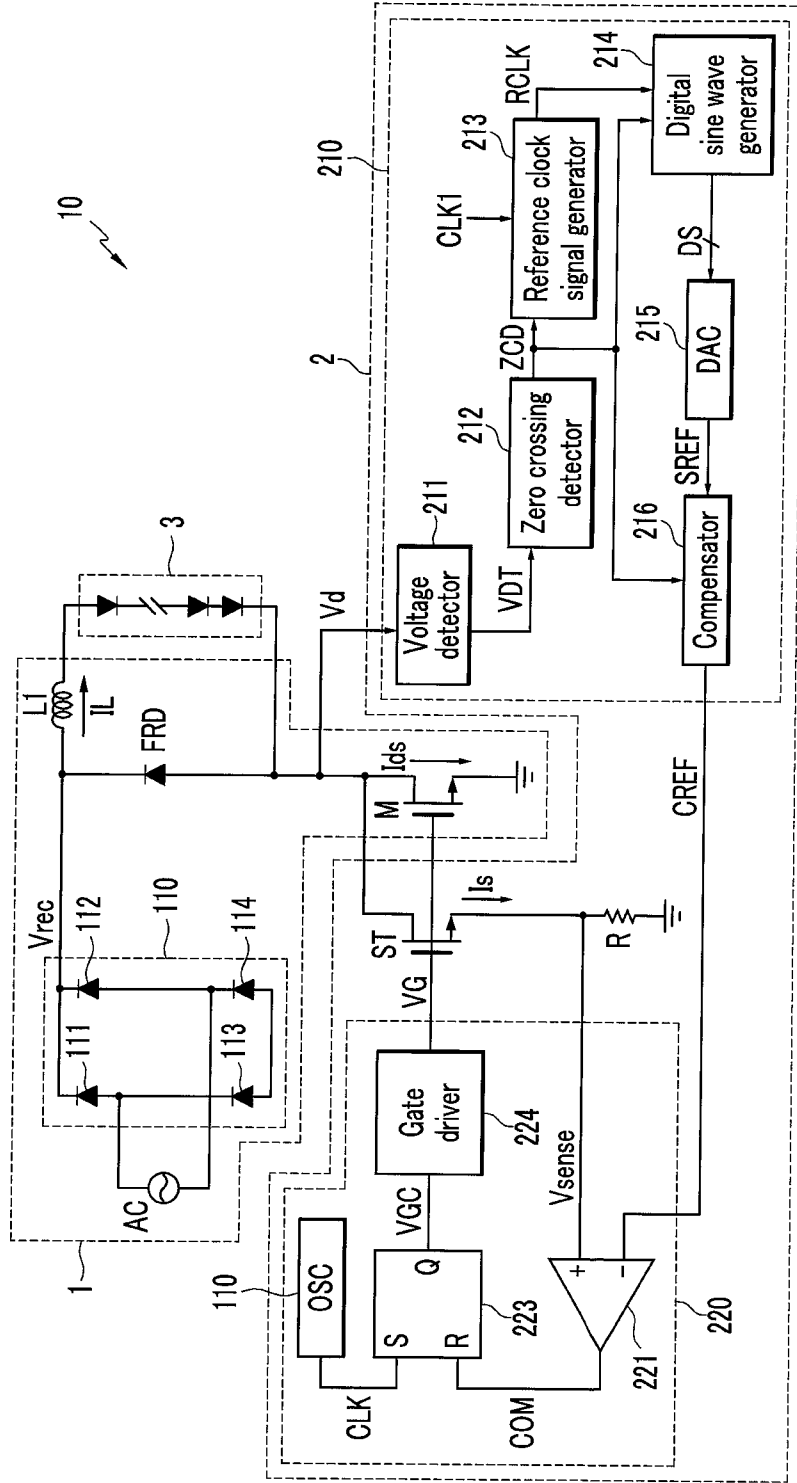 10
1
AC
111
112
113
114
110
Vrec
L1
IL
FRD
3
Vd
M
Ids
ST
Is
VG
R
Vsense
2
210
211
Voltage
detector
VDT
212
Zero crossing
detector
ZCD
CLK1
213
Reference clock
signal generator
RCLK
214
Digital
sine wave
generator
DS
215
DAC
SREF
216
Compensator
CREF
110
OSC
CLK
S
Q
R
223
VGC
Gate
driver
224
COM
+
-
221
220